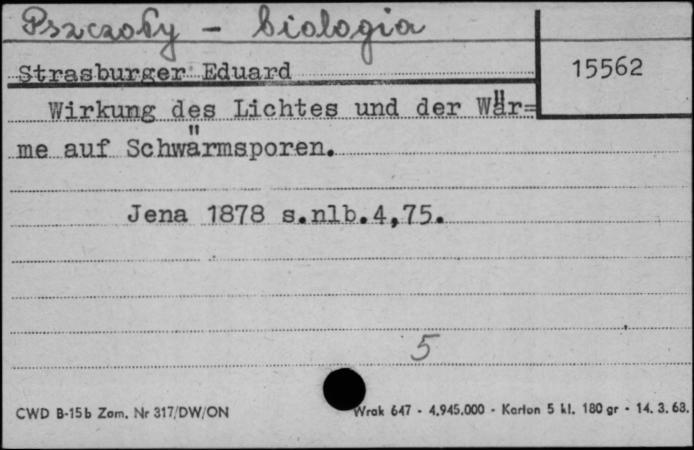 Pszczoły - biologia
Strasburger Eduard
15562
Wirkung des Lichtes und der Wär=
me auf Schwärmsporen.
Jena 1878 s.nlb.4,75.
5
CWD B-15b Zam. Nr 317/DW/ON
Wrak 647 - 4.945.000 - Karton 5 kl. 180 gr - 14. 3. 68.